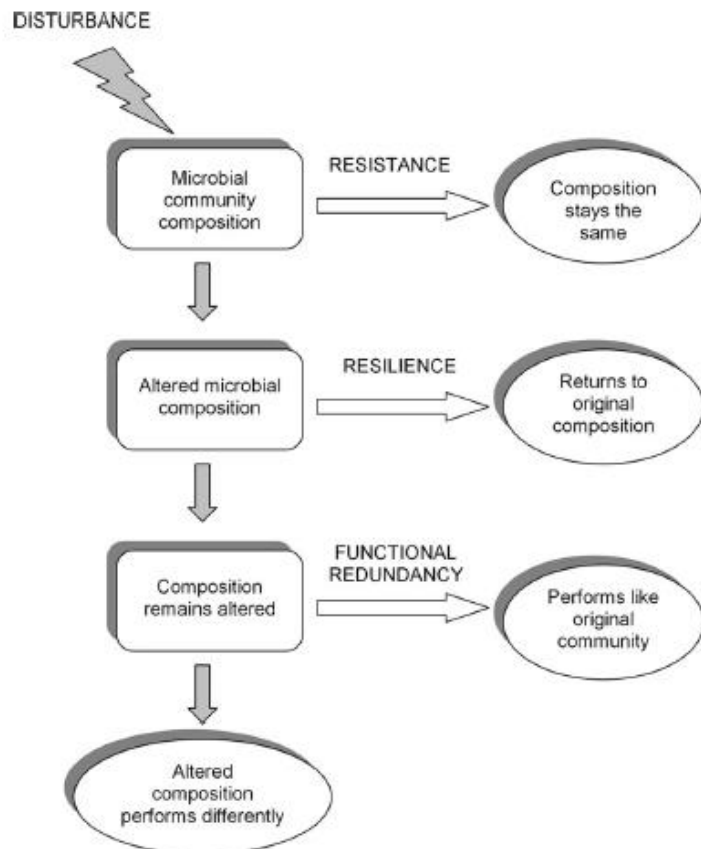 DISTURBANCE
Microbial
community
composition
RESISTANCE
Composition
stays the
same
Altered microbial
composition
RESILIENCE
Returns to
original
composition
Composition
remains altered
FUNCTIONAL
REDUNDANCY
Performs like
original
community
Altered
composition
performs differently